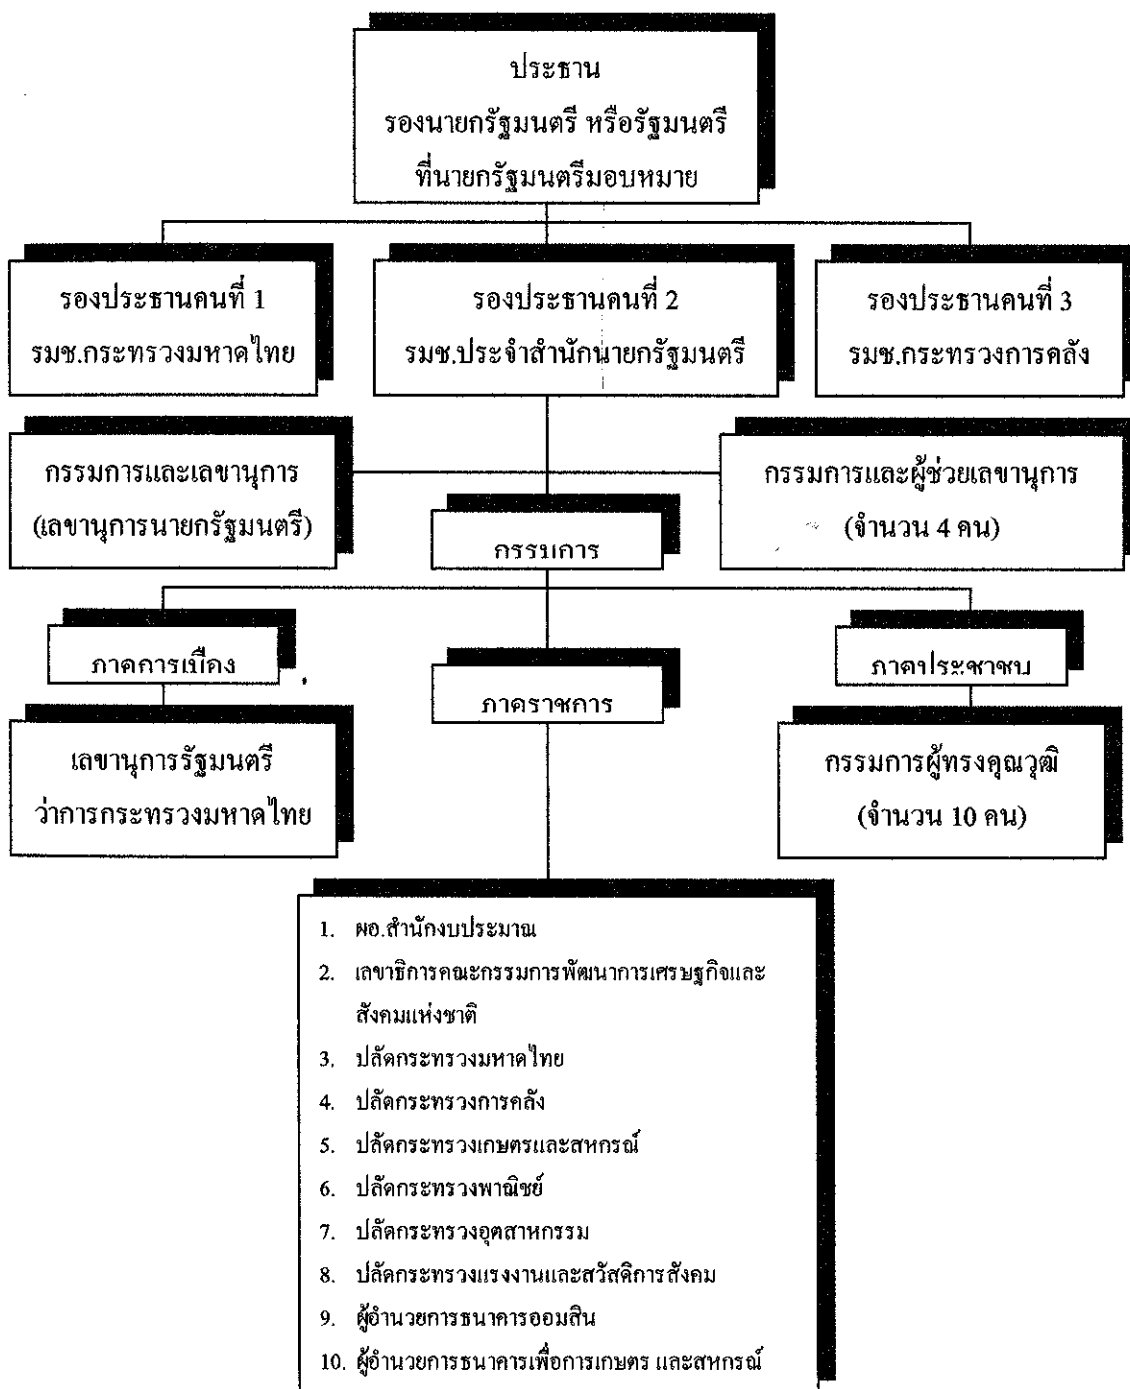 ประธาน
รองนายกรัฐมนตรี หรือรัฐมนตรี
ที่นายกรัฐมนตรีมอบหมาย
รองประธานคนที่ 1
รมช.กระทรวงมหาดไทย
รองประธานคนที่ 2
รมช.ประจำสำนักนายกรัฐมนตรี
รองประธานคนที่ 3
รมช.กระทรวงการคลัง
กรรมการและเลขานุการ
(เลขานุการนายกรัฐมนตรี)
กรรมการและผู้ช่วยเลขานุการ
(จำนวน 4 คน)
กรรมการ
ภาคการเมือง
ภาคราชการ
ภาคประชาชน
เลขานุการรัฐมนตรี
ว่าการกระทรวงมหาดไทย
กรรมการผู้ทรงคุณวุฒิ
(จำนวน 10 คน)
1. ผอ.สำนักงบประมาณ
2. เลขาธิการคณะกรรมการพัฒนาการเศรษฐกิจและ
สังคมแห่งชาติ
3. ปลัดกระทรวงมหาดไทย
4. ปลัดกระทรวงการคลัง
5. ปลัดกระทรวงเกษตรและสหกรณ์
6. ปลัดกระทรวงพาณิชย์
7. ปลัดกระทรวงอุตสาหกรรม
8. ปลัดกระทรวงแรงงานและสวัสดิการสังคม
9. ผู้อำนวยการธนาคารออมสิน
10. ผู้อำนวยการธนาคารเพื่อการเกษตร และสหกรณ์